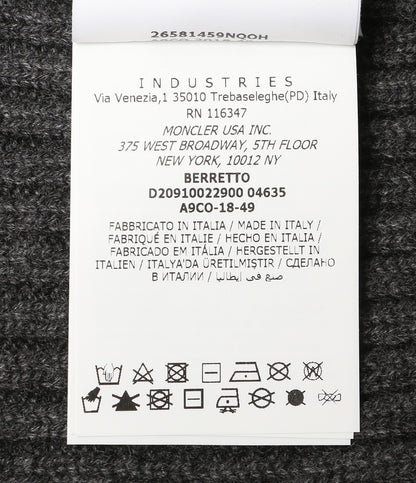 26581459NQOH
INDUSTRIES
Via Venezia,1 35010 Trebaseleghe(PD) Italy
RN 116347
MONCLER USA INC.
375 WEST BROADWAY, 5TH FLOOR
NEW YORK, 10012 NY
BERRETTO
D20910022900 04635
A9CO-18-49
FABBRICATO IN ITALIA / MADE IN ITALY /
FABRIQUÉ EN ITALIE / HECHO EN ITALIA /
FABRICADO EM ITÁLIA / HERGESTELLT IN
ITALIEN / ITALYA'DA ÜRETILMIŞTIR / СДЕЛАНО
В ИТАЛИИ / صنع في إيطاليا